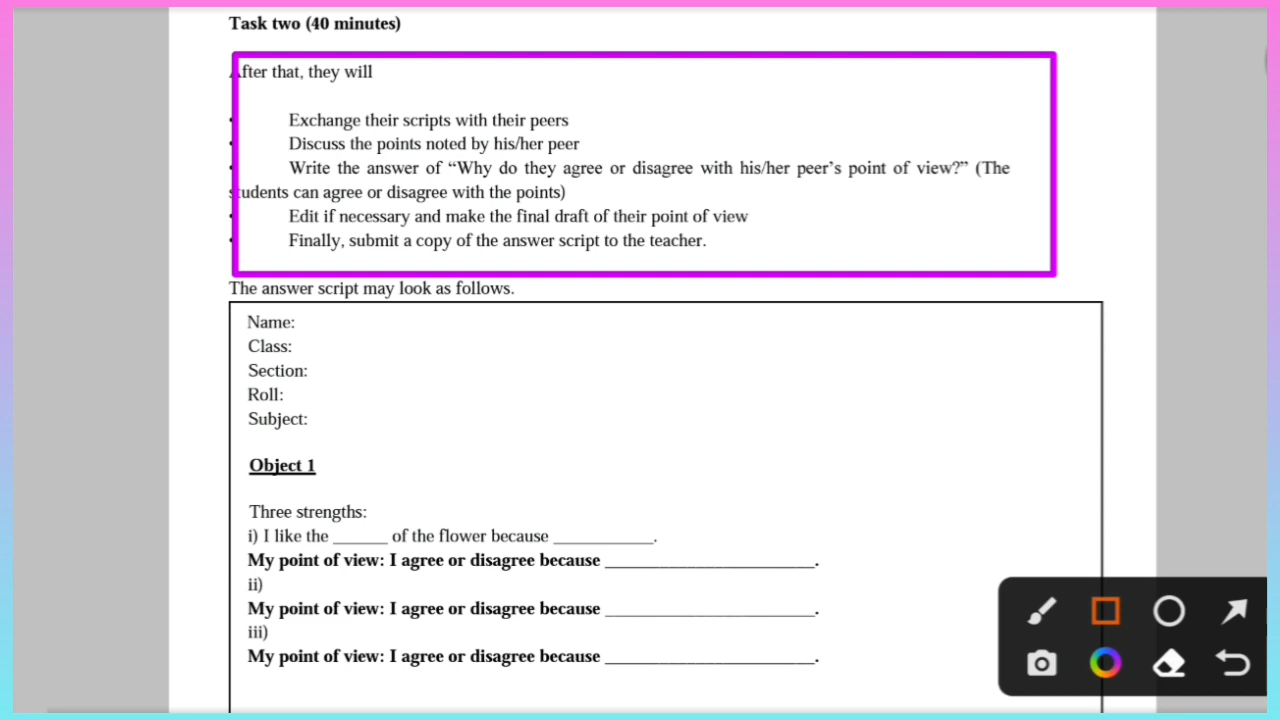 Task two (40 minutes)
After that, they will
• Exchange their scripts with their peers
• Discuss the points noted by his/her peer
• Write the answer of “Why do they agree or disagree with his/her peer’s point of view?” (The
students can agree or disagree with the points)
• Edit if necessary and make the final draft of their point of view
• Finally, submit a copy of the answer script to the teacher.
The answer script may look as follows.
Name:
Class:
Section:
Roll:
Subject:
Object 1
Three strengths:
i) I like the ______ of the flower because ___________.
My point of view: I agree or disagree because _______________________.
ii)
My point of view: I agree or disagree because _______________________.
iii)
My point of view: I agree or disagree because _______________________.